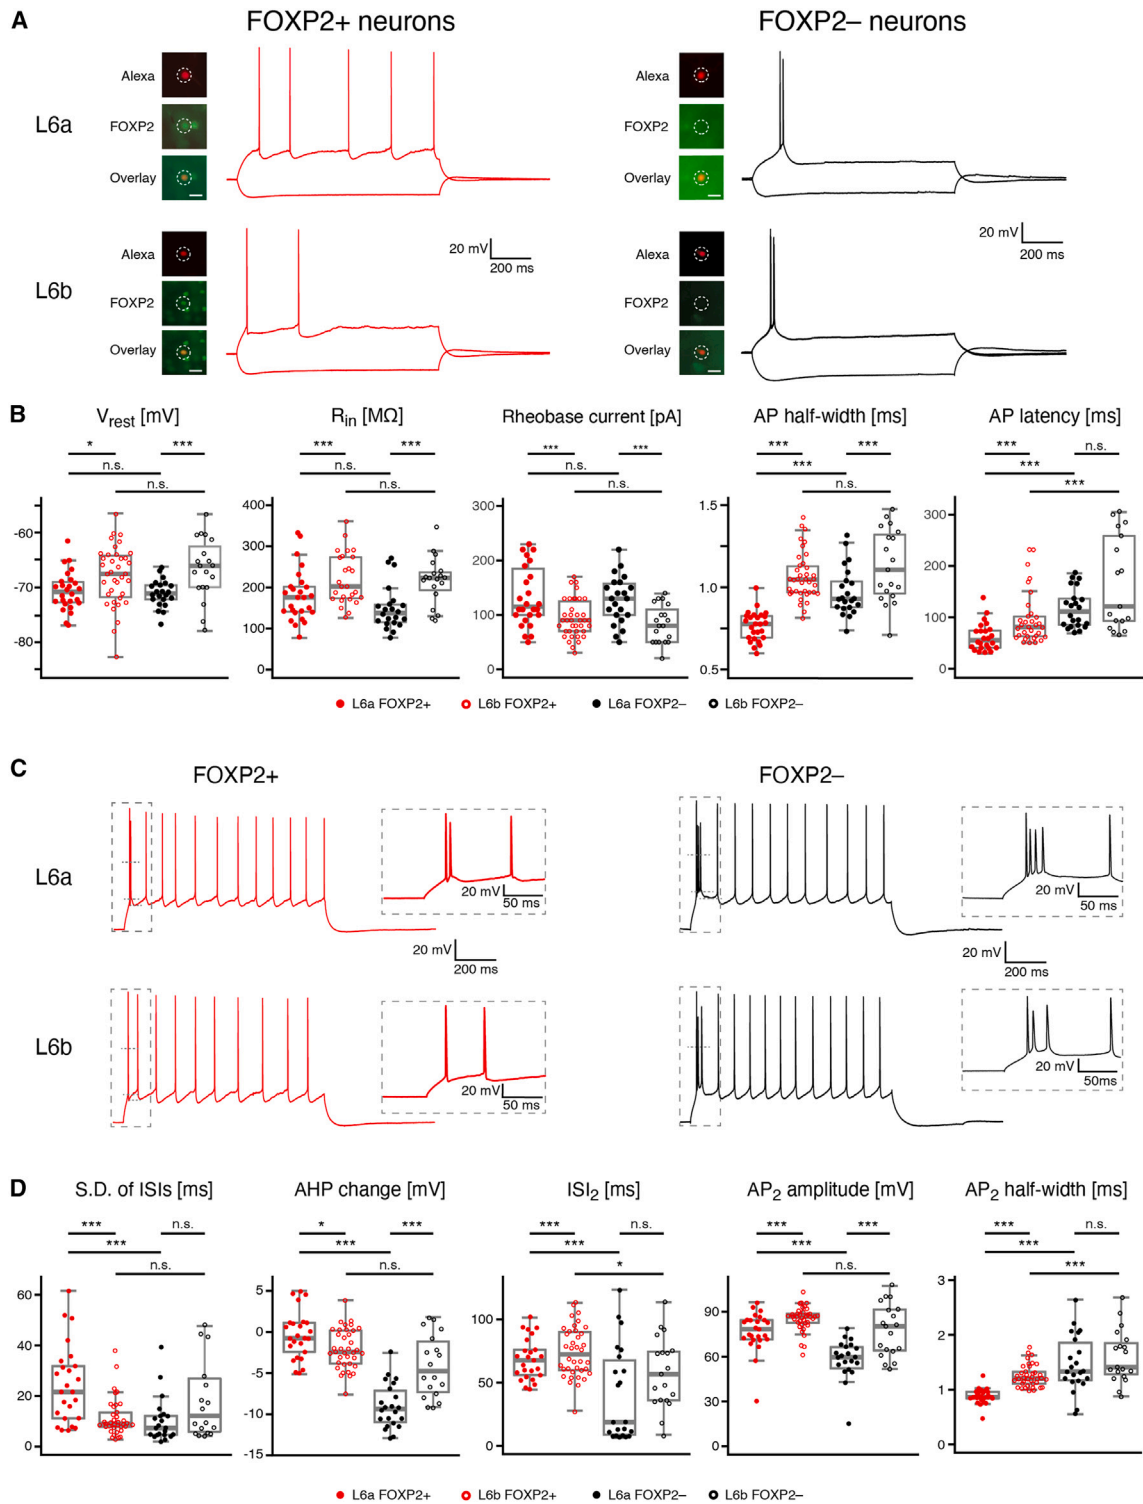 A
FOXP2+ neurons
FOXP2– neurons
L6a
Alexa
FOXP2
Overlay
Alexa
FOXP2
Overlay
20 mV
200 ms
20 mV
200 ms
L6b
Alexa
FOXP2
Overlay
Alexa
FOXP2
Overlay
B
Vrest [mV]
Rin [MΩ]
Rheobase current [pA]
AP half-width [ms]
AP latency [ms]
* *** n.s. n.s.
*** *** n.s. n.s.
*** *** n.s. n.s.
*** *** *** n.s.
*** n.s. *** ***
-60
-70
-80
400
300
200
100
0
300
200
100
0
1.5
1.0
0.5
300
200
100
0
L6a FOXP2+ L6b FOXP2+ L6a FOXP2– L6b FOXP2–
C
FOXP2+
FOXP2–
L6a
20 mV
50 ms
20 mV
50 ms
20 mV
200 ms
20 mV
200 ms
L6b
20 mV
50 ms
20 mV
50ms
D
S.D. of ISIs [ms]
AHP change [mV]
ISI2 [ms]
AP2 amplitude [mV]
AP2 half-width [ms]
*** n.s. *** n.s.
* *** *** n.s.
*** n.s. *** *
*** *** *** n.s.
*** n.s. *** ***
60
40
20
0
5
0
-5
-10
-15
100
50
0
90
60
30
0
3
2
1
0
L6a FOXP2+ L6b FOXP2+ L6a FOXP2– L6b FOXP2–